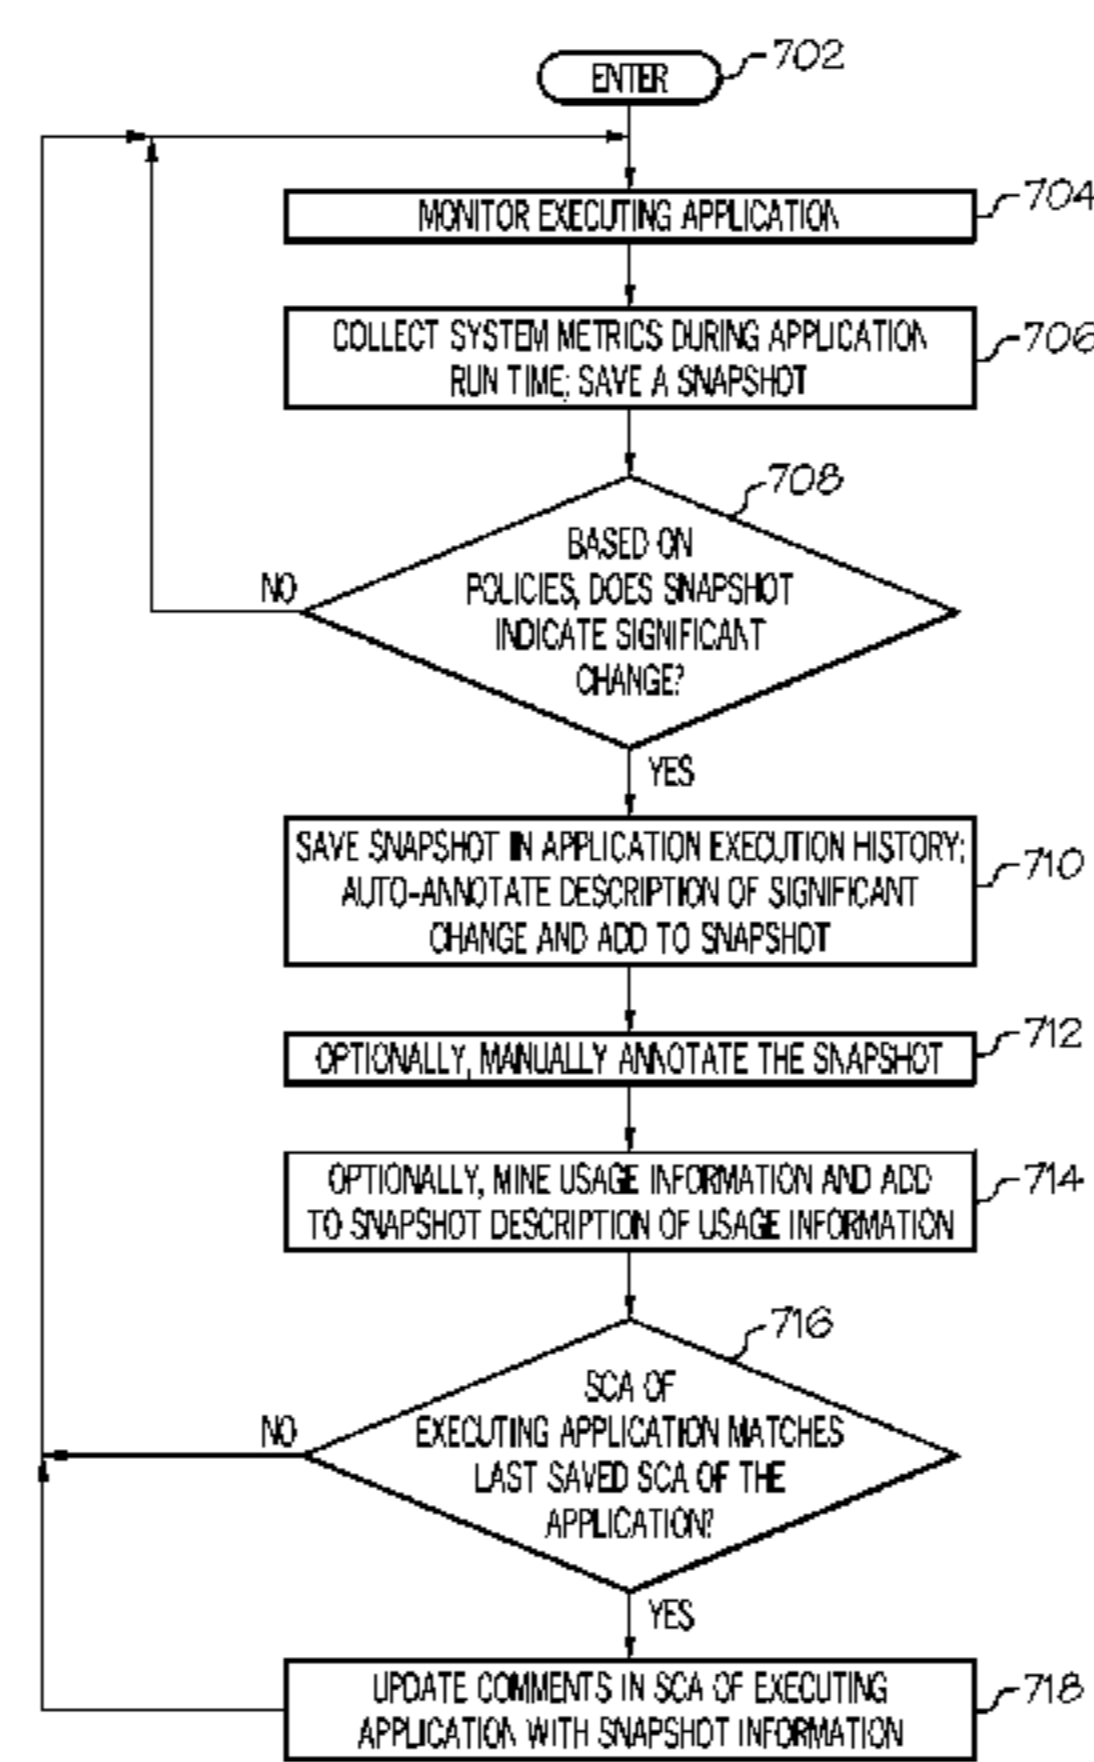 ENTER
702
MONITOR EXECUTING APPLICATION
704
COLLECT SYSTEM METRICS DURING APPLICATION
RUN TIME; SAVE A SNAPSHOT
706
708
BASED ON
POLICIES, DOES SNAPSHOT
INDICATE SIGNIFICANT
CHANGE?
NO
YES
SAVE SNAPSHOT IN APPLICATION EXECUTION HISTORY;
AUTO-ANNOTATE DESCRIPTION OF SIGNIFICANT
CHANGE AND ADD TO SNAPSHOT
710
OPTIONALLY, MANUALLY ANNOTATE THE SNAPSHOT
712
OPTIONALLY, MINE USAGE INFORMATION AND ADD
TO SNAPSHOT DESCRIPTION OF USAGE INFORMATION
714
716
SCA OF
EXECUTING APPLICATION MATCHES
LAST SAVED SCA OF THE
APPLICATION?
NO
YES
UPDATE COMMENTS IN SCA OF EXECUTING
APPLICATION WITH SNAPSHOT INFORMATION
718